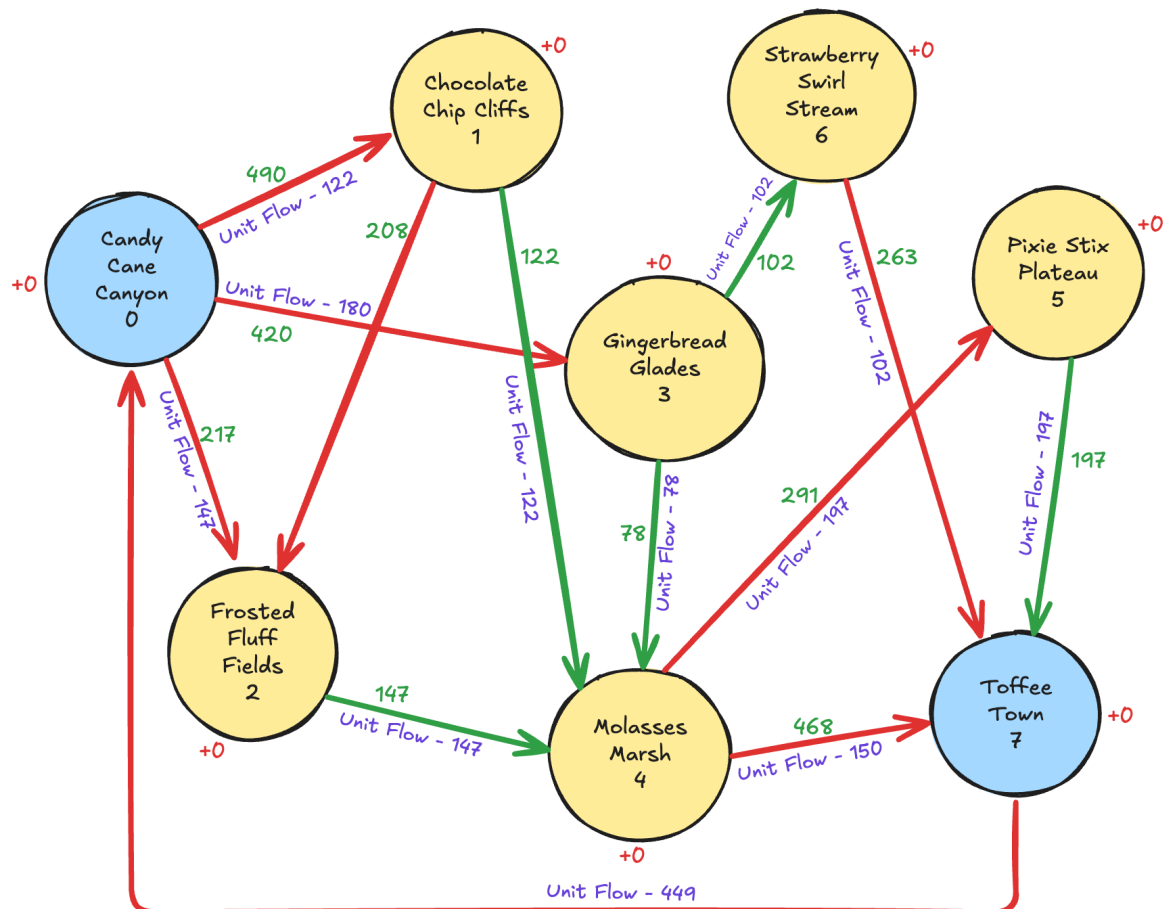 +0
Chocolate
Chip Cliffs
1
Strawberry
Swirl
Stream
6
+0
490
Unit Flow - 122
208
122
Unit Flow - 102
102
Unit Flow - 102
263
Pixie Stix
Plateau
5
+0
Candy
Cane
Canyon
0
+0
Unit Flow - 180
420
+0
Gingerbread
Glades
3
217
Unit Flow - 147
Unit Flow - 122
78
Unit Flow - 78
291
Unit Flow - 197
Unit Flow - 197
197
Frosted
Fluff
Fields
2
+0
147
Unit Flow - 147
Molasses
Marsh
4
+0
468
Unit Flow - 150
Toffee
Town
7
+0
Unit Flow - 449